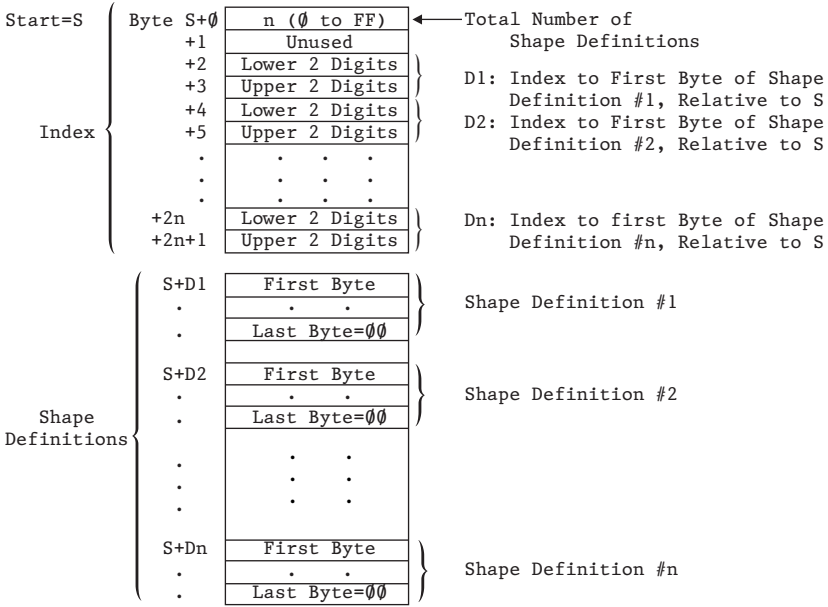 Start=S Byte S+Ø n (Ø to FF) Total Number of
+1 Unused Shape Definitions
+2 Lower 2 Digits D1: Index to First Byte of Shape
+3 Upper 2 Digits Definition #1, Relative to S
+4 Lower 2 Digits D2: Index to First Byte of Shape
Index +5 Upper 2 Digits Definition #2, Relative to S
. . . .
. . . .
. . . .
+2n Lower 2 Digits Dn: Index to first Byte of Shape
+2n+1 Upper 2 Digits Definition #n, Relative to S
S+D1 First Byte
. . . Shape Definition #1
. Last Byte=ØØ
S+D2 First Byte
. . . Shape Definition #2
Shape . Last Byte=ØØ
Definitions
. . .
. . .
. . .
S+Dn First Byte
. . . Shape Definition #n
. Last Byte=ØØ